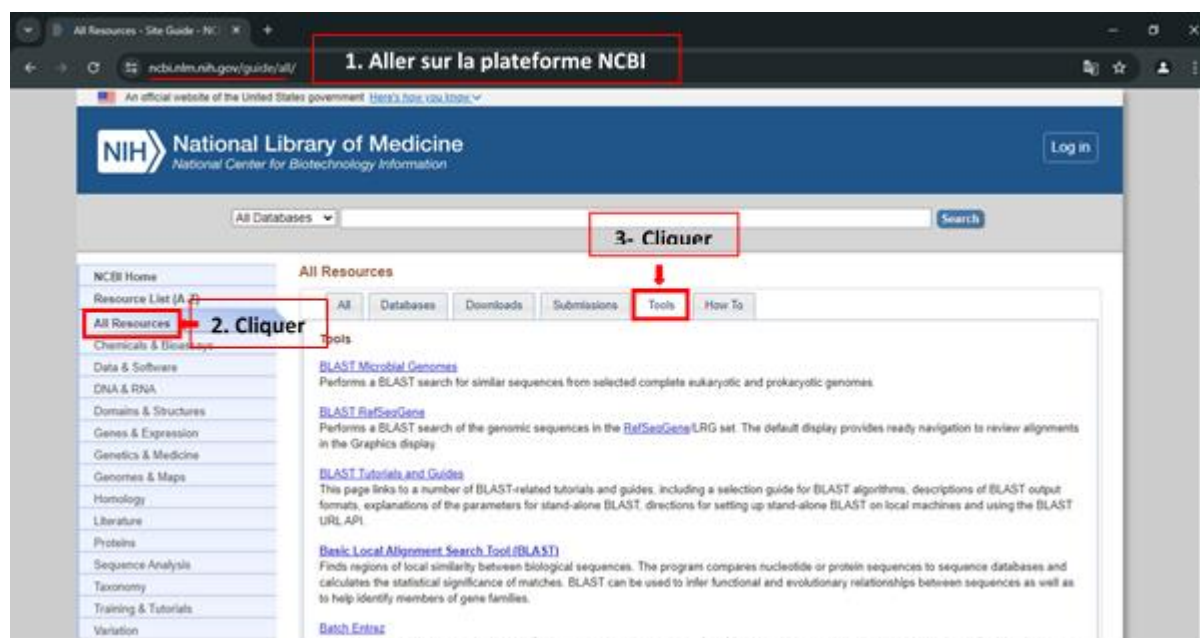 All Resources - Site Guide - NC
ncbi.nlm.nih.gov/guide/all/
1. Aller sur la plateforme NCBI
An official website of the United States government Here's how you know
NIH
National Library of Medicine
National Center for Biotechnology Information
Log in
All Databases
Search
3- Cliquer
NCBI Home
Resource List (A-Z)
All Resources
2. Cliquer
Chemicals & Bioassays
Data & Software
DNA & RNA
Domains & Structures
Genes & Expression
Genetics & Medicine
Genomes & Maps
Homology
Literature
Proteins
Sequence Analysis
Taxonomy
Training & Tutorials
Variation
All Resources
All Databases Downloads Submissions Tools How To
Tools
BLAST Microbial Genomes
Performs a BLAST search for similar sequences from selected complete eukaryotic and prokaryotic genomes.
BLAST RefSeqGene
Performs a BLAST search of the genomic sequences in the RefSeqGene/LRG set. The default display provides ready navigation to review alignments
in the Graphics display.
BLAST Tutorials and Guides
This page links to a number of BLAST-related tutorials and guides, including a selection guide for BLAST algorithms, descriptions of BLAST output
formats, explanations of the parameters for stand-alone BLAST, directions for setting up stand-alone BLAST on local machines and using the BLAST
URL API.
Basic Local Alignment Search Tool (BLAST)
Finds regions of local similarity between biological sequences. The program compares nucleotide or protein sequences to sequence databases and
calculates the statistical significance of matches. BLAST can be used to infer functional and evolutionary relationships between sequences as well as
to help identify members of gene families.
Batch Entrez